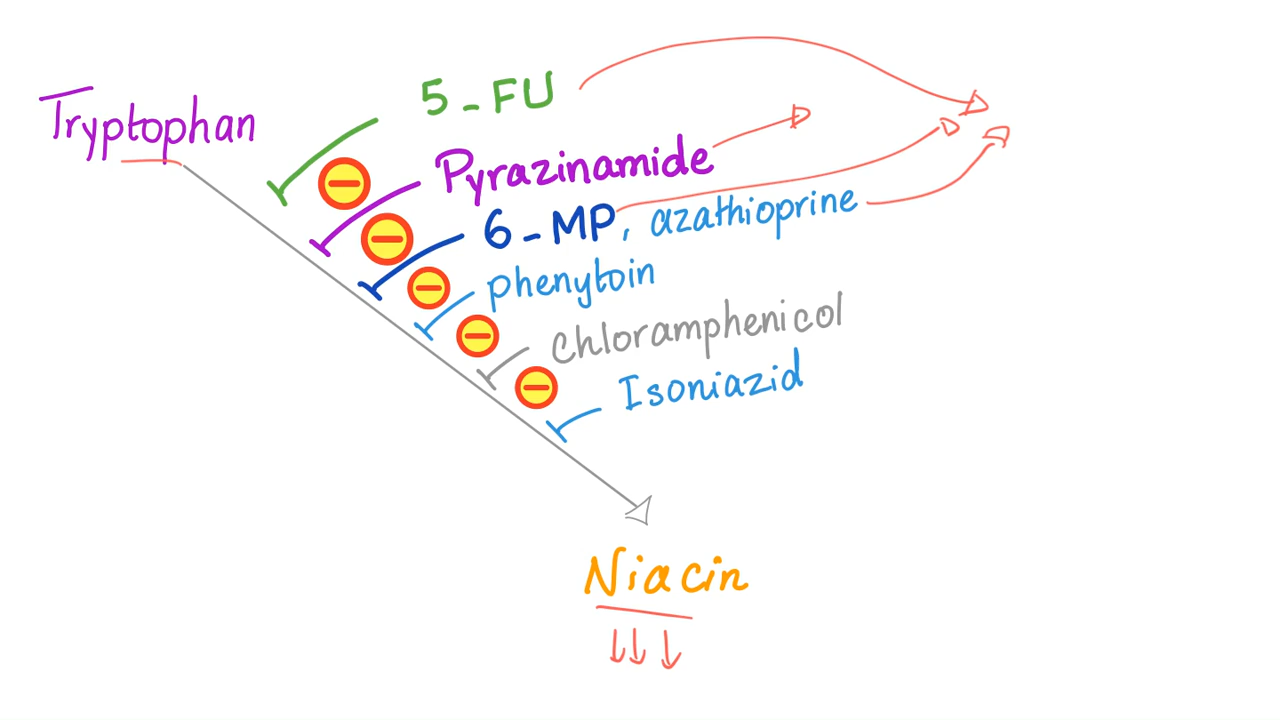 Tryptophan
5-FU
Pyrazinamide
6-MP, azathioprine
phenytoin
chloramphenicol
Isoniazid
Niacin